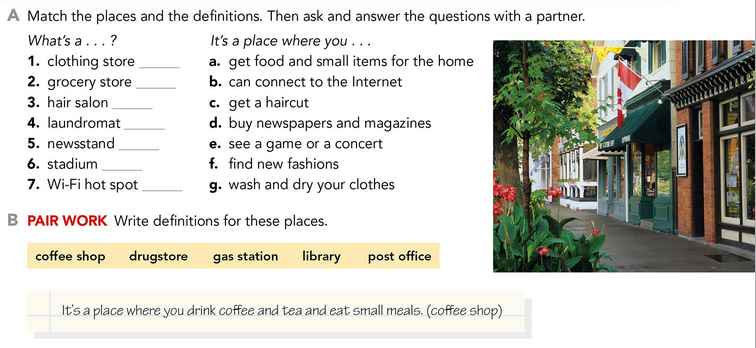 A Match the places and the definitions. Then ask and answer the questions with a partner.
What's a . . . ?
1. clothing store ______
2. grocery store ______
3. hair salon ______
4. laundromat ______
5. newsstand ______
6. stadium ______
7. Wi-Fi hot spot ______
It's a place where you . . .
a. get food and small items for the home
b. can connect to the Internet
c. get a haircut
d. buy newspapers and magazines
e. see a game or a concert
f. find new fashions
g. wash and dry your clothes
B PAIR WORK Write definitions for these places.
coffee shop drugstore gas station library post office
It's a place where you drink coffee and tea and eat small meals. (coffee shop)